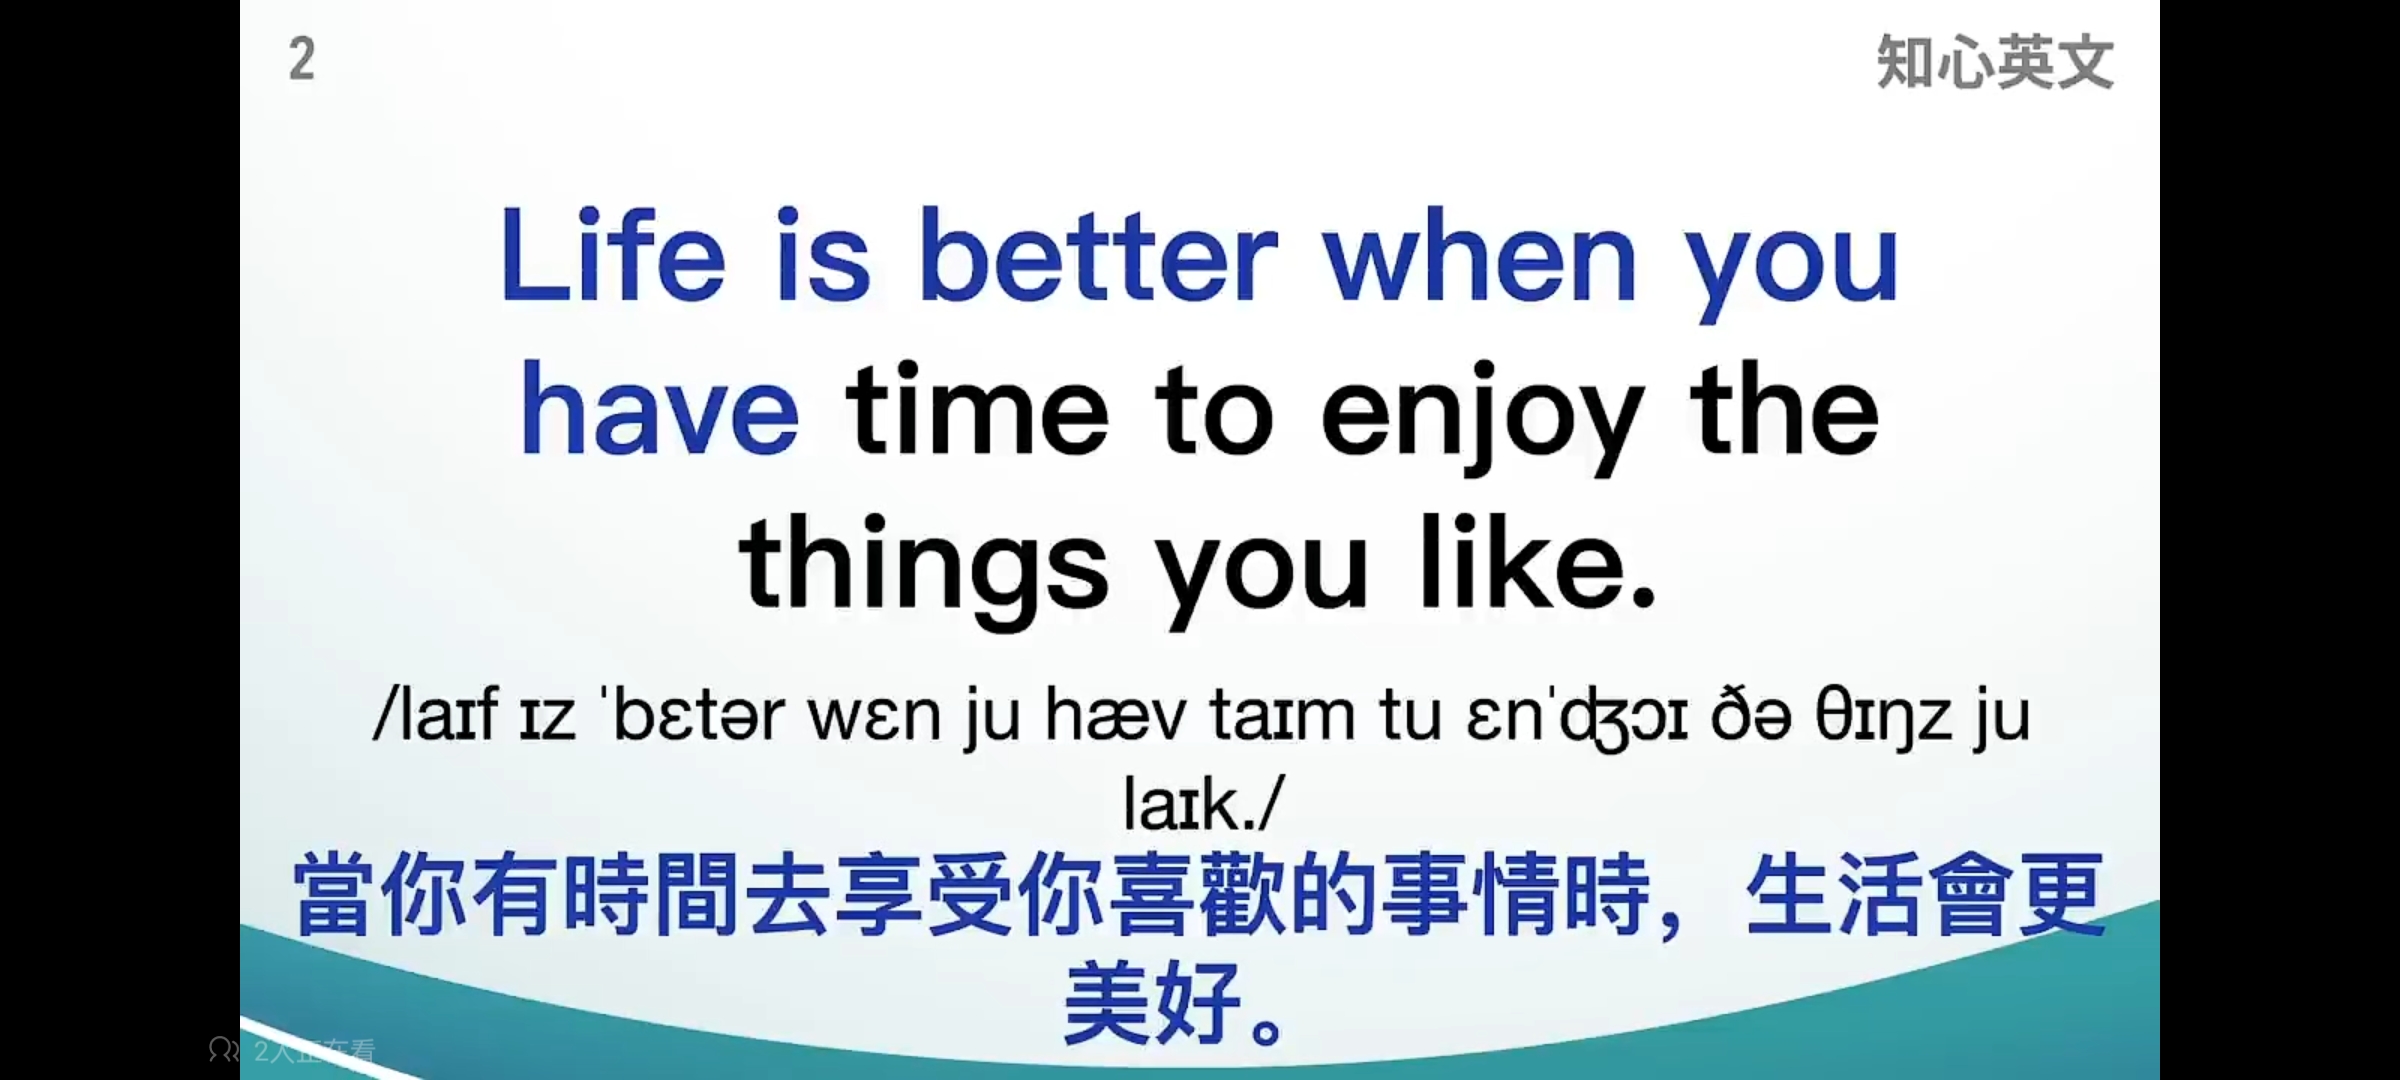 2
知心英文
Life is better when you
have time to enjoy the
things you like.
/laɪf ɪz ˈbɛtər wɛn ju hæv taɪm tu ɛnˈʤɔɪ ðə θɪŋz ju
laɪk./
當你有時間去享受你喜歡的事情時，生活會更
美好。
2人正在看